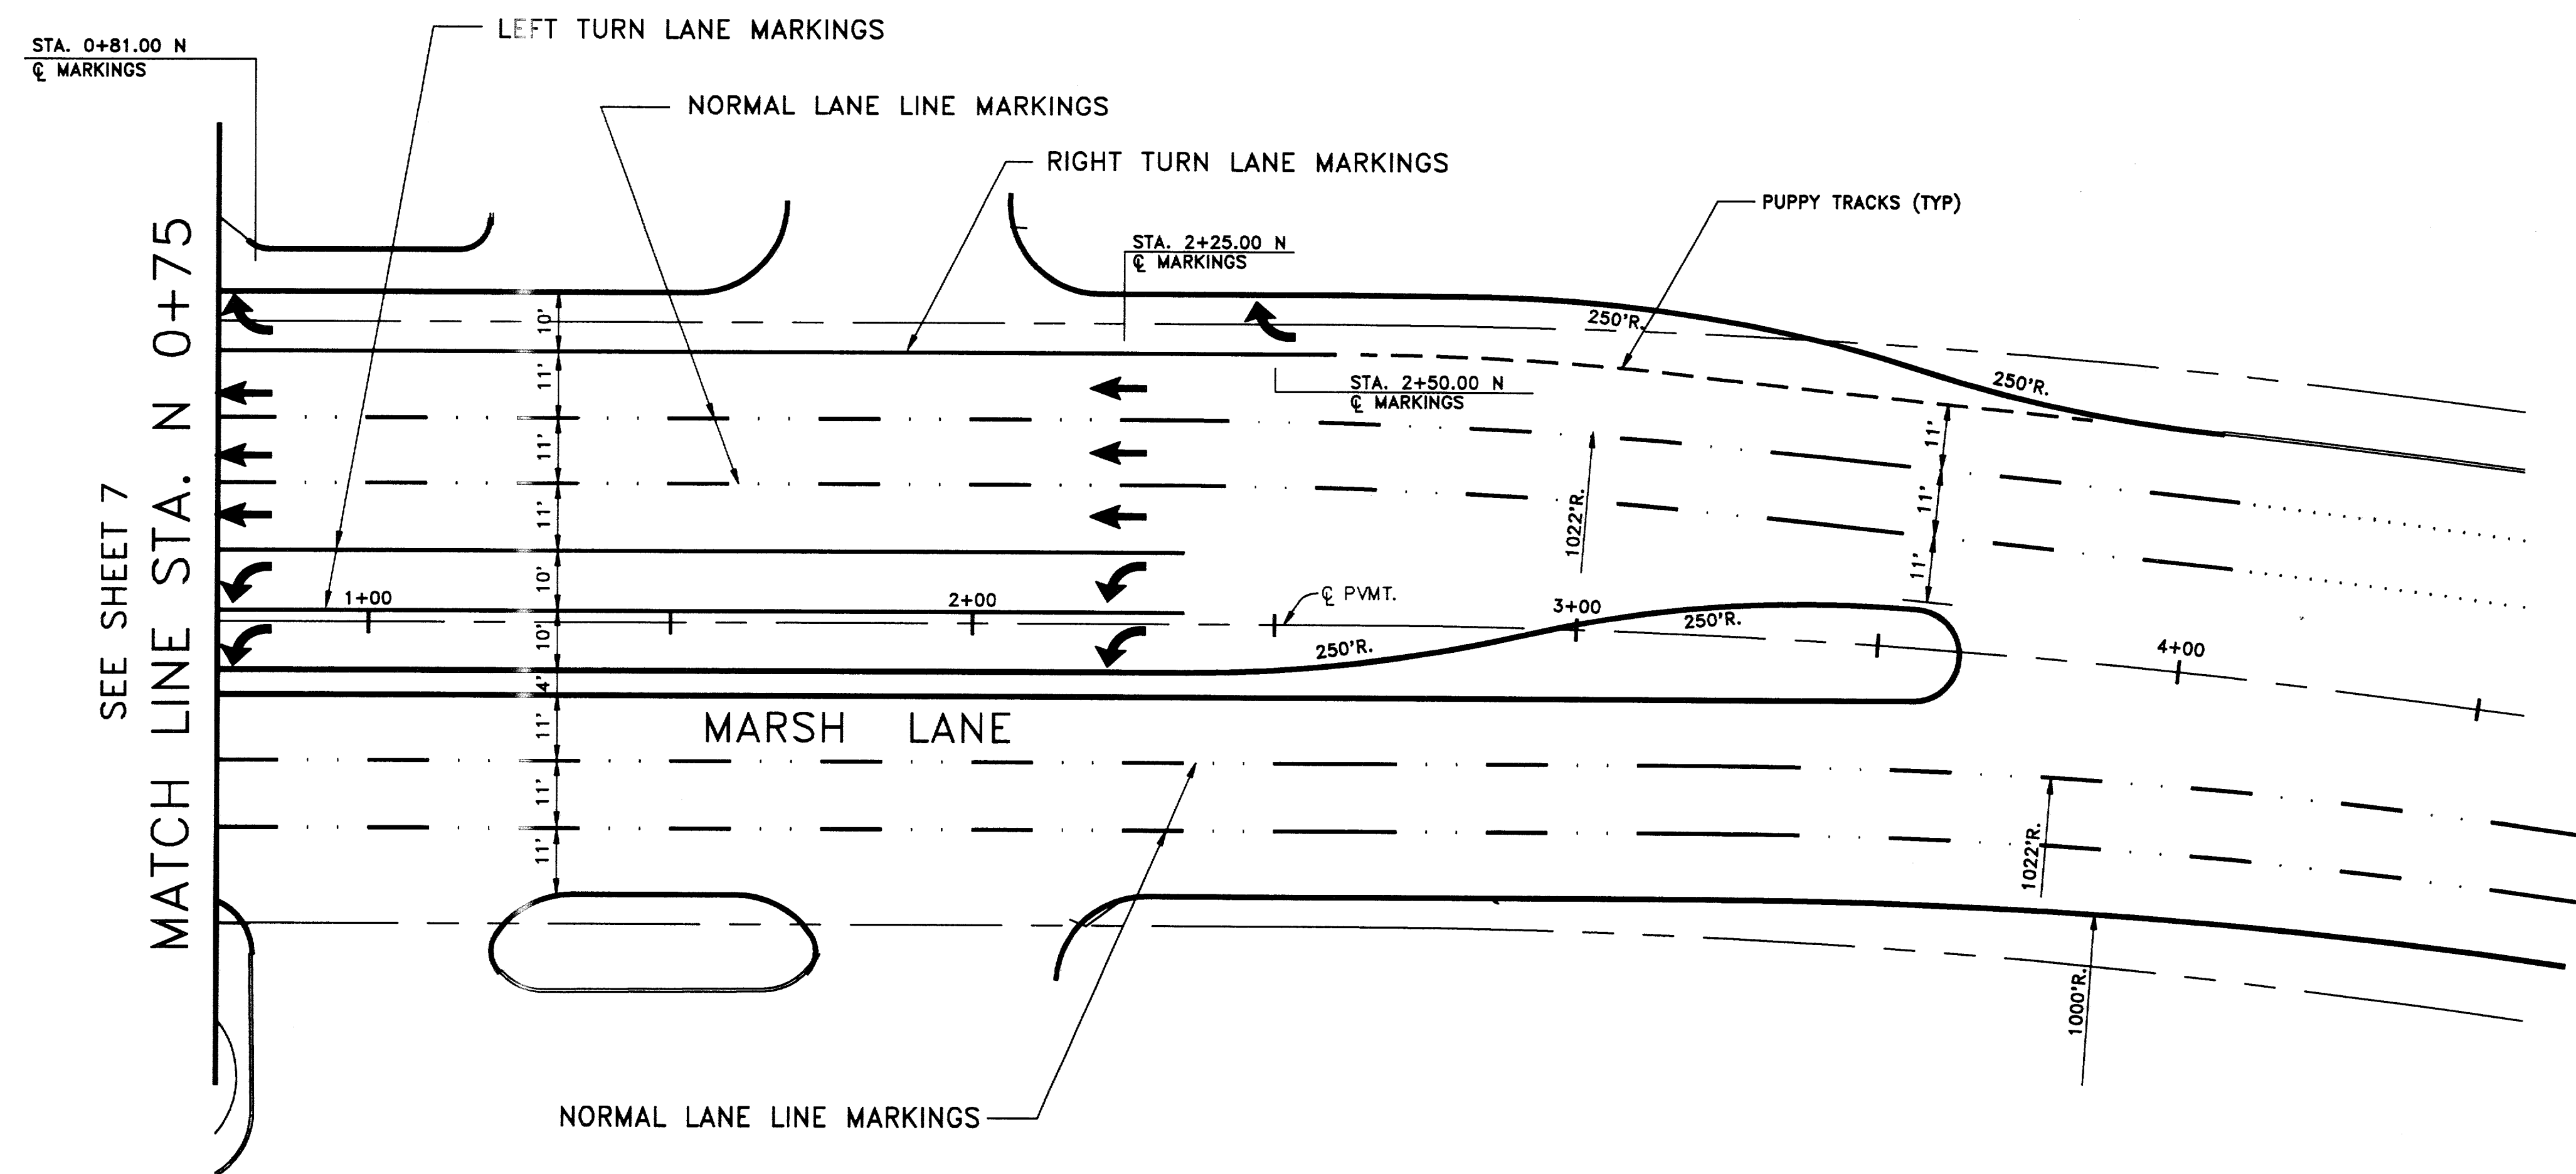 LEFT TURN LANE MARKINGS
STA. 0+81.00 N
℄ MARKINGS
NORMAL LANE LINE MARKINGS
RIGHT TURN LANE MARKINGS
PUPPY TRACKS (TYP)
STA. 2+25.00 N
℄ MARKINGS
SEE SHEET 7
MATCH LINE STA. N 0+75
10'
11'
11'
11'
10'
10'
4'
11'
11'
11'
250'R.
250'R.
STA. 2+50.00 N
℄ MARKINGS
11'
11'
11'
1022'R.
1+00
2+00
℄ PVMT.
3+00
250'R.
250'R.
4+00
MARSH LANE
1022'R.
1000'R.
NORMAL LANE LINE MARKINGS